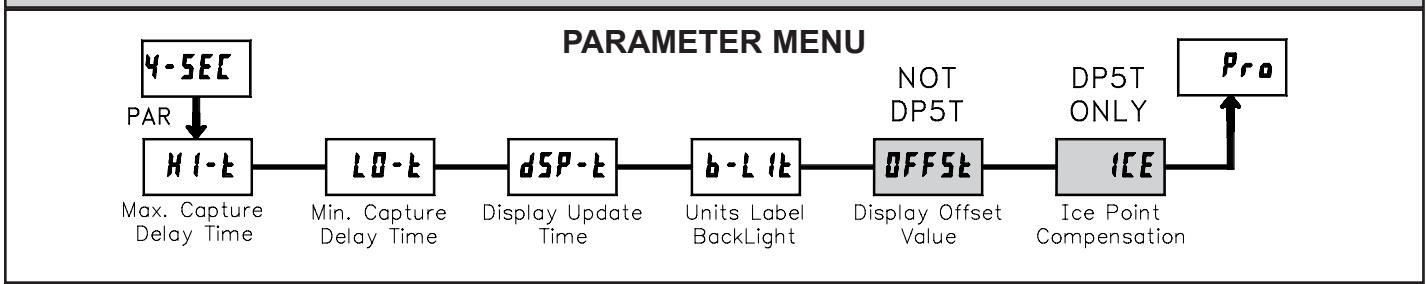 PARAMETER MENU
4-SEC
Pro
NOT
DP5T
DP5T
ONLY
PAR
HI-t
LO-t
dSP-t
b-LIt
OFFSt
ICE
Max. Capture
Delay Time
Min. Capture
Delay Time
Display Update
Time
Units Label
BackLight
Display Offset
Value
Ice Point
Compensation